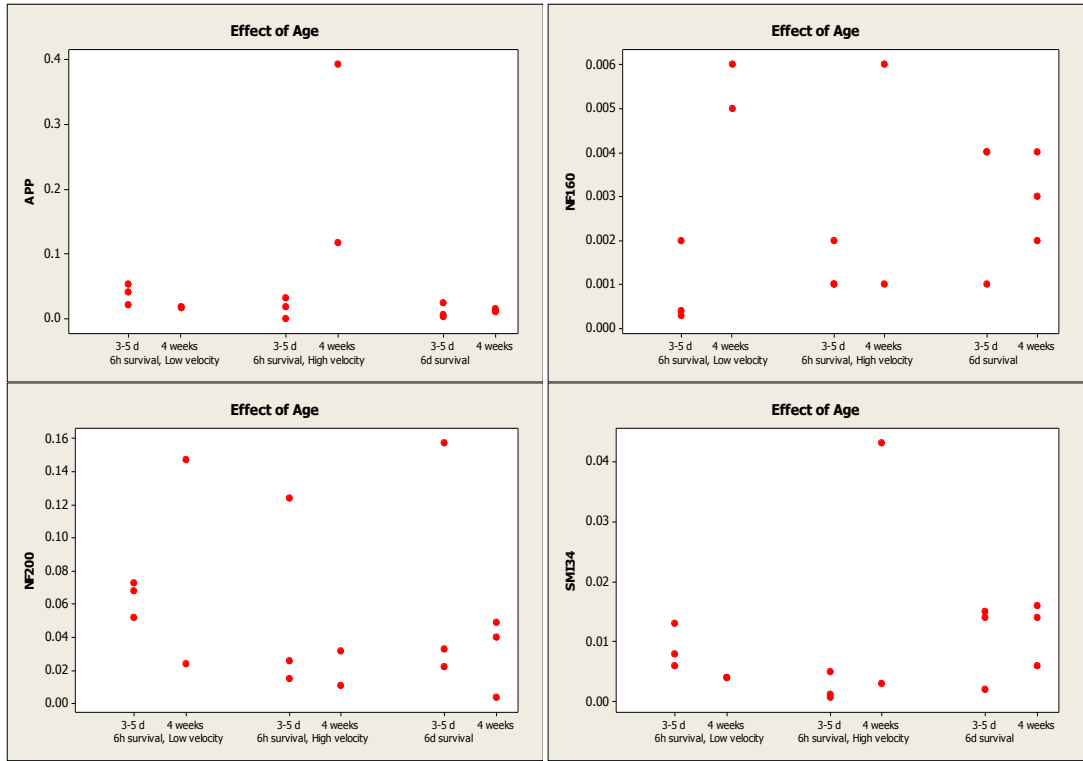 Effect of Age
APP
0.4
0.3
0.2
0.1
0.0
3-5 d 4 weeks 3-5 d 4 weeks 3-5 d 4 weeks
6h survival, Low velocity 6h survival, High velocity 6d survival
Effect of Age
NF160
0.006
0.005
0.004
0.003
0.002
0.001
0.000
3-5 d 4 weeks 3-5 d 4 weeks 3-5 d 4 weeks
6h survival, Low velocity 6h survival, High velocity 6d survival
Effect of Age
NF200
0.16
0.14
0.12
0.10
0.08
0.06
0.04
0.02
0.00
3-5 d 4 weeks 3-5 d 4 weeks 3-5 d 4 weeks
6h survival, Low velocity 6h survival, High velocity 6d survival
Effect of Age
SMI34
0.04
0.03
0.02
0.01
0.00
3-5 d 4 weeks 3-5 d 4 weeks 3-5 d 4 weeks
6h survival, Low velocity 6h survival, High velocity 6d survival